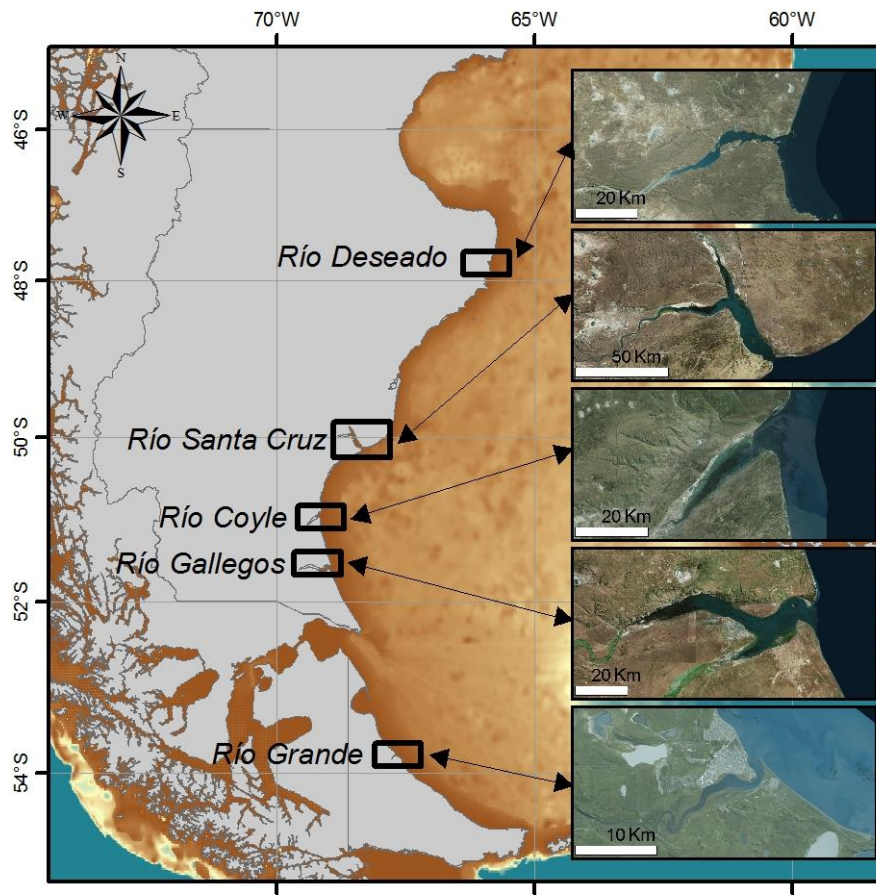 70°W 65°W 60°W
N
W E
S
46°S
48°S
50°S
52°S
54°S
Río Deseado
Río Santa Cruz
Río Coyle
Río Gallegos
Río Grande
20 Km
50 Km
20 Km
20 Km
10 Km